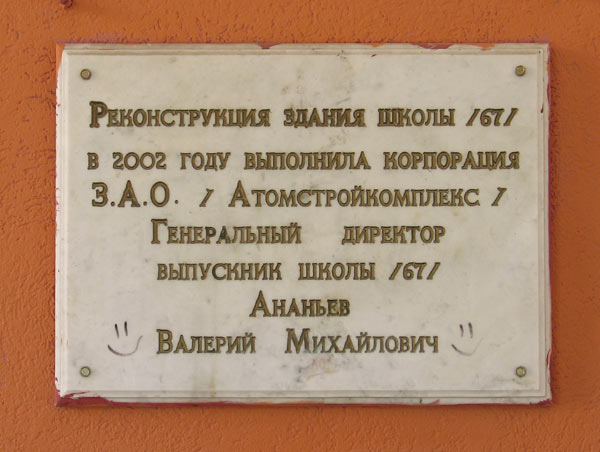 Реконструкция здания школы /67/
в 2002 году выполнила корпорация
З.А.О. / Атомстройкомплекс /
Генеральный директор
выпускник школы /67/
Ананьев
Валерий Михайлович